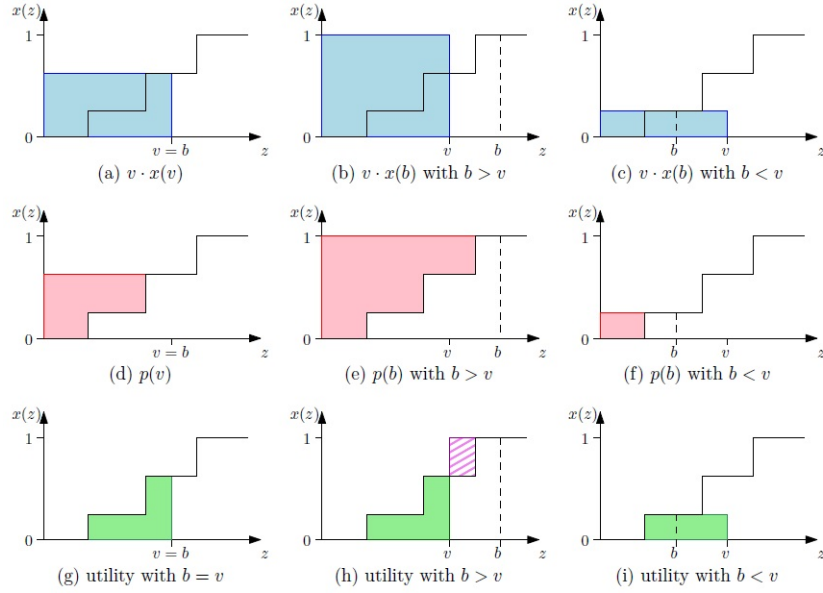 x(z) x(z) x(z)
1 1 1
0 0 0
v = b z v b z b v z
(a) v · x(v) (b) v · x(b) with b > v (c) v · x(b) with b < v
x(z) x(z) x(z)
1 1 1
0 0 0
v = b z v b z b v z
(d) p(v) (e) p(b) with b > v (f) p(b) with b < v
x(z) x(z) x(z)
1 1 1
0 0 0
v = b z v b z b v z
(g) utility with b = v (h) utility with b > v (i) utility with b < v